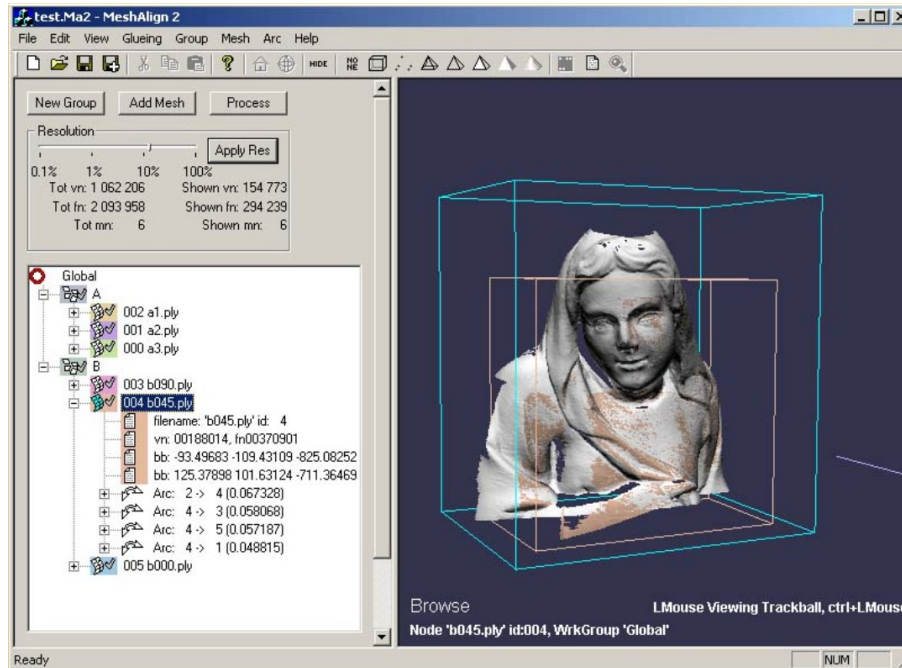 test.Ma2 - MeshAlign 2
File Edit View Glueing Group Mesh Arc Help
HIDE NO NE
New Group Add Mesh Process
Resolution
Apply Res
0.1% 1% 10% 100%
Tot vn: 1 062 206 Shown vn: 154 773
Tot fn: 2 093 958 Shown fn: 294 239
Tot mn: 6 Shown mn: 6
Global
A
002 a1.ply
001 a2.ply
000 a3.ply
B
003 b090.ply
004 b045.ply
filename: 'b045.ply' id: 4
vn: 00188014, fn00370901
bb: -93.49683 -109.43109 -825.08252
bb: 125.37898 101.63124 -711.36469
Arc: 2 -> 4 (0.067328)
Arc: 4 -> 3 (0.058068)
Arc: 4 -> 5 (0.057187)
Arc: 4 -> 1 (0.048815)
005 b000.ply
Browse LMouse Viewing Trackball, ctrl+LMouse
Node 'b045.ply' id:004, WrkGroup 'Global'
Ready NUM